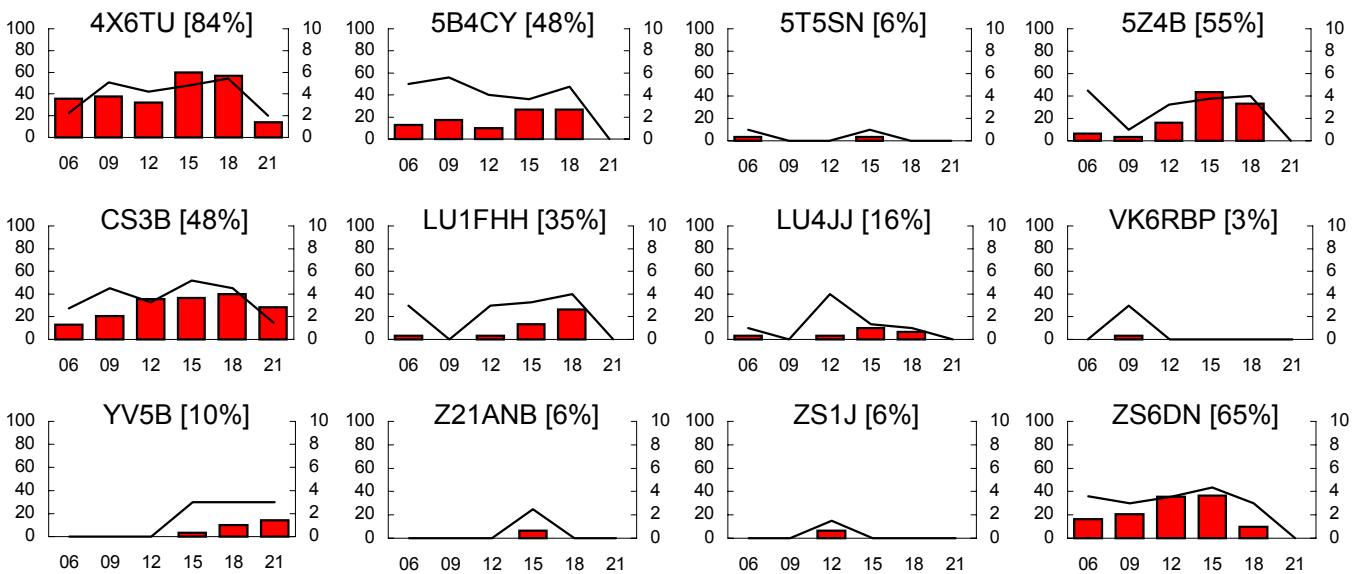 4X6TU [84%] 5B4CY [48%] 5T5SN [6%] 5Z4B [55%]
100 10 100 10 100 10 100 10
80 8 80 8 80 8 80 8
60 6 60 6 60 6 60 6
40 4 40 4 40 4 40 4
20 2 20 2 20 2 20 2
0 0 0 0 0 0 0 0
06 09 12 15 18 21 06 09 12 15 18 21 06 09 12 15 18 21 06 09 12 15 18 21
CS3B [48%] LU1FHH [35%] LU4JJ [16%] VK6RBP [3%]
100 10 100 10 100 10 100 10
80 8 80 8 80 8 80 8
60 6 60 6 60 6 60 6
40 4 40 4 40 4 40 4
20 2 20 2 20 2 20 2
0 0 0 0 0 0 0 0
06 09 12 15 18 21 06 09 12 15 18 21 06 09 12 15 18 21 06 09 12 15 18 21
YV5B [10%] Z21ANB [6%] ZS1J [6%] ZS6DN [65%]
100 10 100 10 100 10 100 10
80 8 80 8 80 8 80 8
60 6 60 6 60 6 60 6
40 4 40 4 40 4 40 4
20 2 20 2 20 2 20 2
0 0 0 0 0 0 0 0
06 09 12 15 18 21 06 09 12 15 18 21 06 09 12 15 18 21 06 09 12 15 18 21